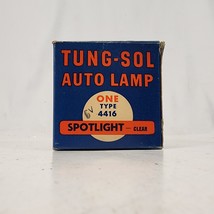 TUNG-SOL
AUTO LAMP
ONE
TYPE
6V 4416
SPOTLIGHT — CLEAR